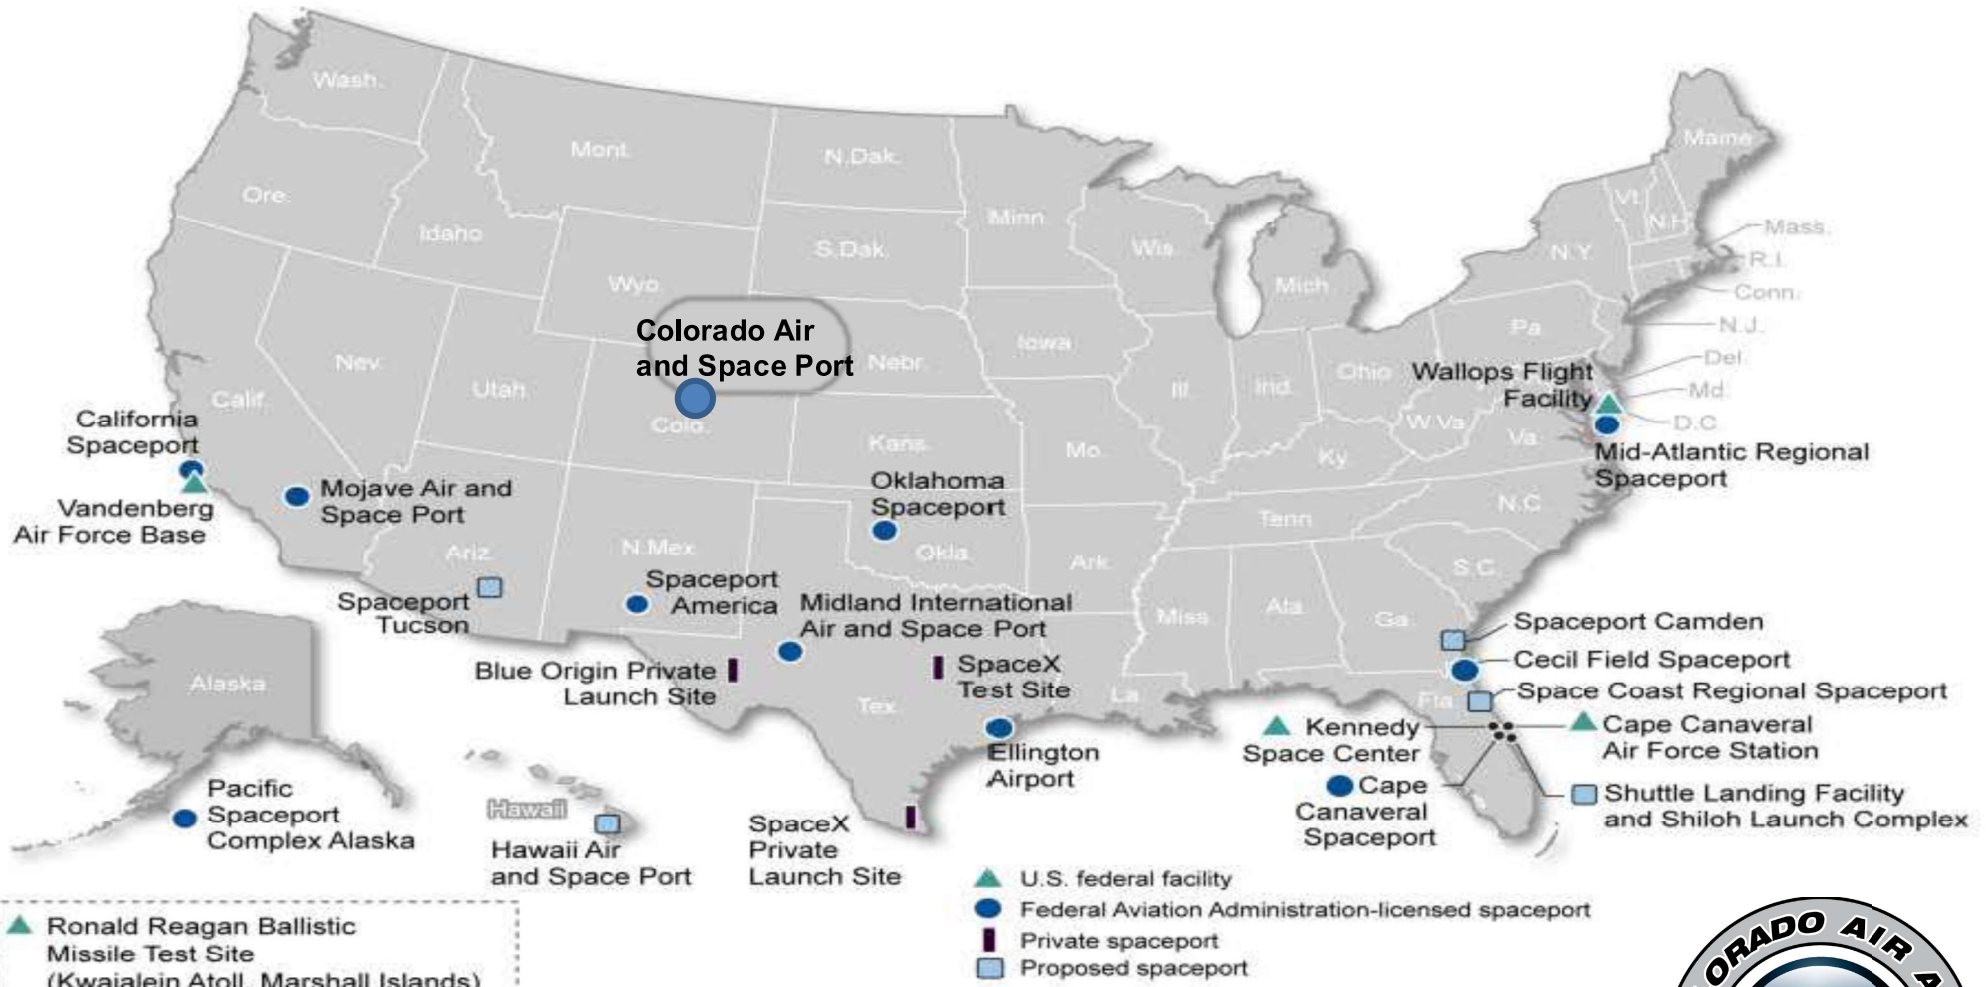 Wash.
Mont.
N.Dak.
Minn.
Maine
Ore.
Idaho
S.Dak.
Wis.
Mich.
Vt.
N.H.
N.Y.
Mass.
R.I.
Conn.
Wyo.
Colorado Air
and Space Port
Nebr.
Iowa
Pa.
N.J.
Del.
Md.
D.C.
Nev.
Utah
Calif.
Colo.
Kans.
Mo.
Ill.
Ind.
Ohio
W.Va.
Va.
Ky.
Wallops Flight
Facility
Mid-Atlantic Regional
Spaceport
California
Spaceport
Vandenberg
Air Force Base
Mojave Air and
Space Port
Oklahoma
Spaceport
Ariz.
N.Mex.
Okla.
Ark.
Tenn.
N.C.
S.C.
Miss.
Ala.
Ga.
Spaceport
Tucson
Spaceport
America
Midland International
Air and Space Port
Blue Origin Private
Launch Site
SpaceX
Test Site
Tex.
La.
Fla.
Spaceport Camden
Cecil Field Spaceport
Space Coast Regional Spaceport
Kennedy
Space Center
Cape Canaveral
Air Force Station
Cape
Canaveral
Spaceport
Shuttle Landing Facility
and Shiloh Launch Complex
Ellington
Airport
Alaska
Pacific
Spaceport
Complex Alaska
Hawaii
Hawaii Air
and Space Port
SpaceX
Private
Launch Site
U.S. federal facility
Federal Aviation Administration-licensed spaceport
Private spaceport
Proposed spaceport
Ronald Reagan Ballistic
Missile Test Site
(Kwajalein Atoll, Marshall Islands)
ORADO AIR A